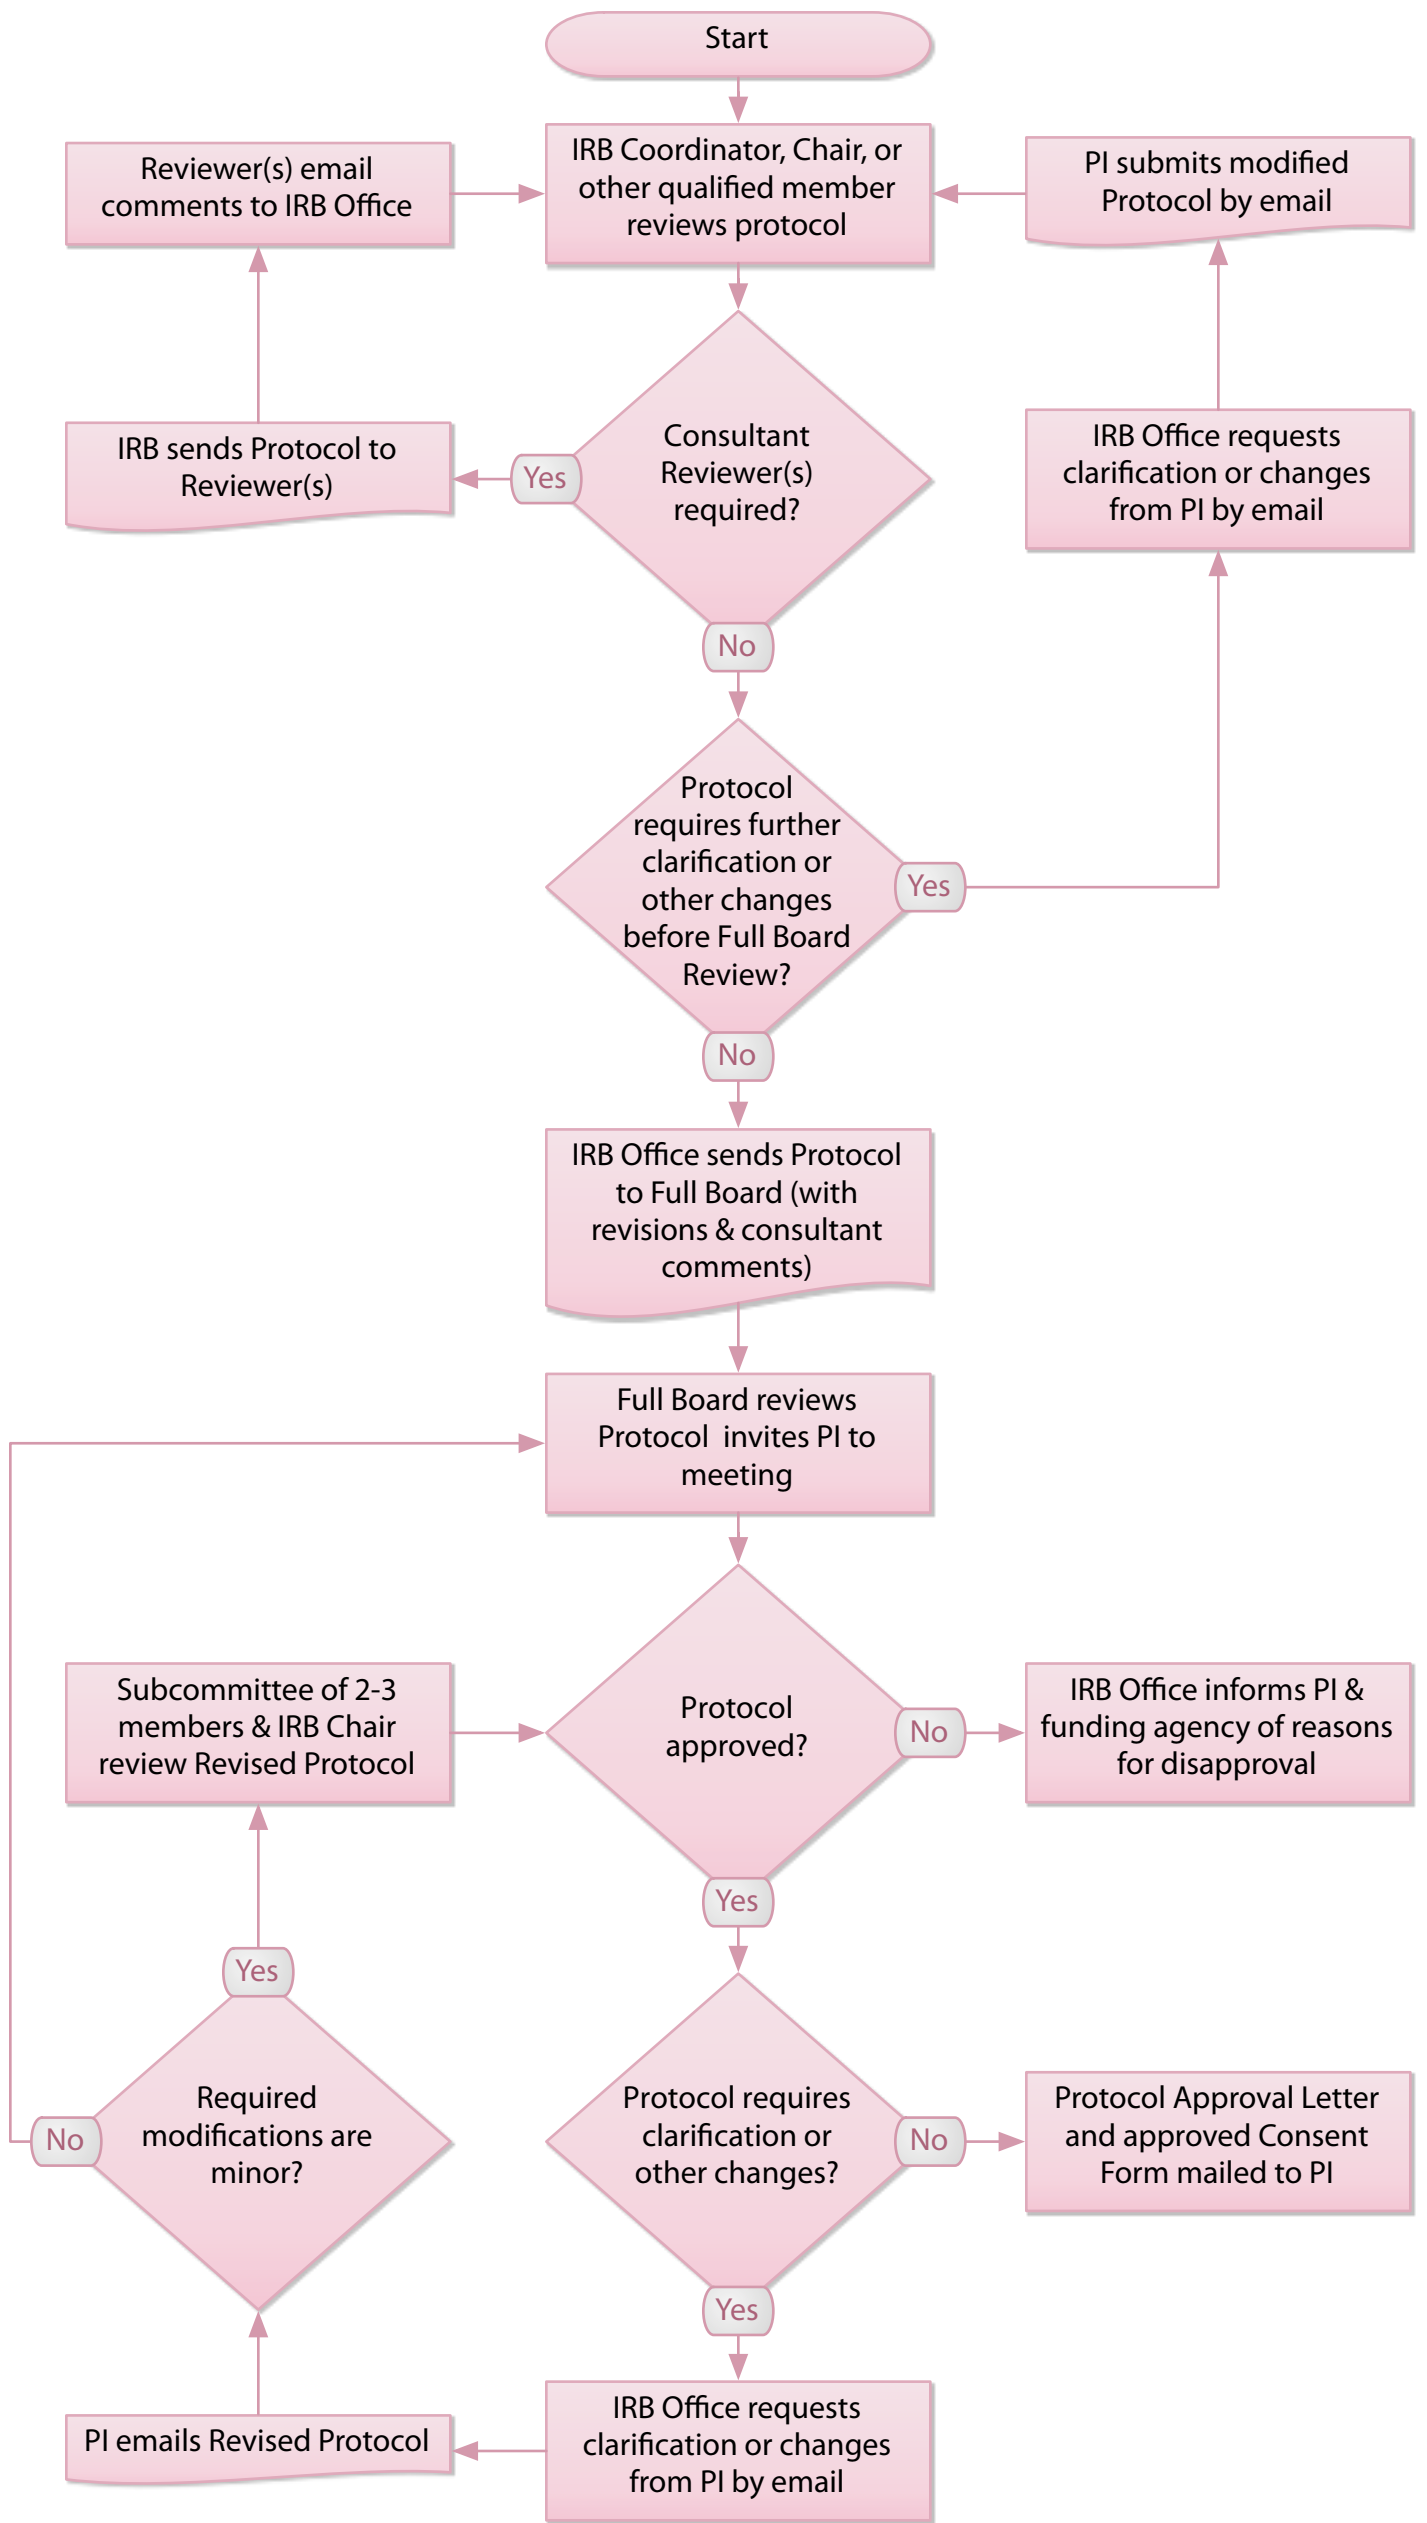 Start
Reviewer(s) email
comments to IRB Office
IRB Coordinator, Chair, or
other qualified member
reviews protocol
PI submits modified
Protocol by email
IRB sends Protocol to
Reviewer(s)
Yes
Consultant
Reviewer(s)
required?
IRB Office requests
clarification or changes
from PI by email
No
Protocol
requires further
clarification or
other changes
before Full Board
Review?
Yes
No
IRB Office sends Protocol
to Full Board (with
revisions & consultant
comments)
Full Board reviews
Protocol  invites PI to
meeting
Subcommittee of 2-3
members & IRB Chair
review Revised Protocol
Protocol
approved?
No
IRB Office informs PI &
funding agency of reasons
for disapproval
Yes
Yes
Required
modifications are
minor?
No
Protocol requires
clarification or
other changes?
No
Protocol Approval Letter
and approved Consent
Form mailed to PI
Yes
PI emails Revised Protocol
IRB Office requests
clarification or changes
from PI by email